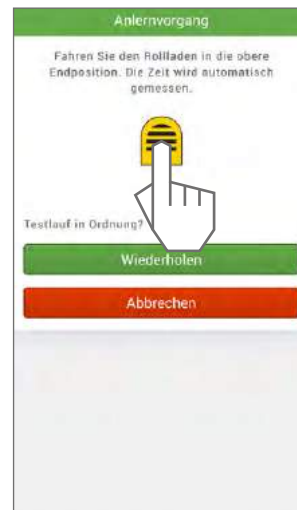 Anlernvorgang
Fahren Sie den Rollladen in die obere
Endposition. Die Zeit wird automatisch
gemessen.
Testlauf in Ordnung?
Wiederholen
Abbrechen